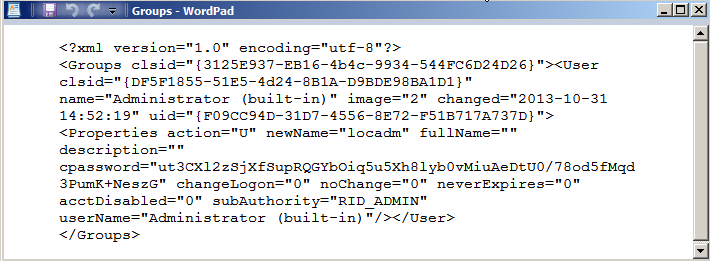 Groups - WordPad
<?xml version="1.0" encoding="utf-8"?>
<Groups clsid="{3125E937-EB16-4b4c-9934-544FC6D24D26}"><User
clsid="{DF5F1855-51E5-4d24-8B1A-D9BDE98BA1D1}"
name="Administrator (built-in)" image="2" changed="2013-10-31
14:52:19" uid="{F09CC94D-31D7-4556-8E72-F51B717A737D}">
<Properties action="U" newName="locadm" fullName=""
description=""
cpassword="ut3CXl2zSjXfSupRQGYbOiq5u5Xh8lyb0vMiuAeDtU0/78od5fMqd
3PumK+NeszG" changeLogon="0" noChange="0" neverExpires="0"
acctDisabled="0" subAuthority="RID_ADMIN"
userName="Administrator (built-in)"/></User>
</Groups>